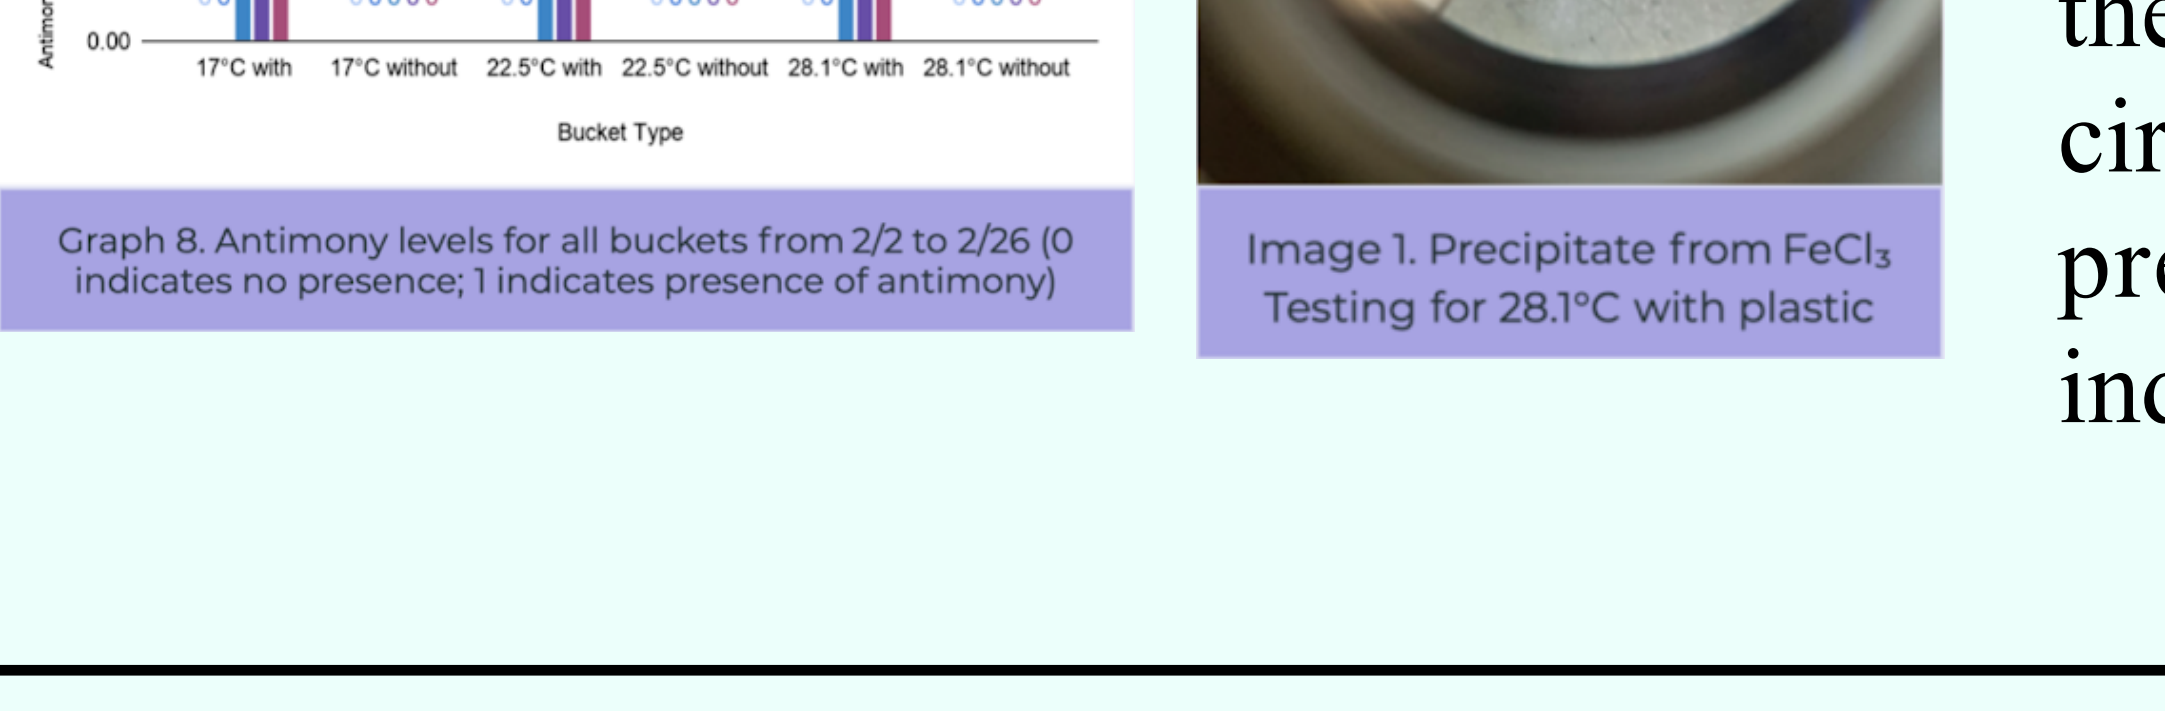 0.00
17°C with 17°C without 22.5°C with 22.5°C without 28.1°C with 28.1°C without
Bucket Type
Graph 8. Antimony levels for all buckets from 2/2 to 2/26 (0
indicates no presence; 1 indicates presence of antimony)
Image 1. Precipitate from FeCl₃
Testing for 28.1°C with plastic